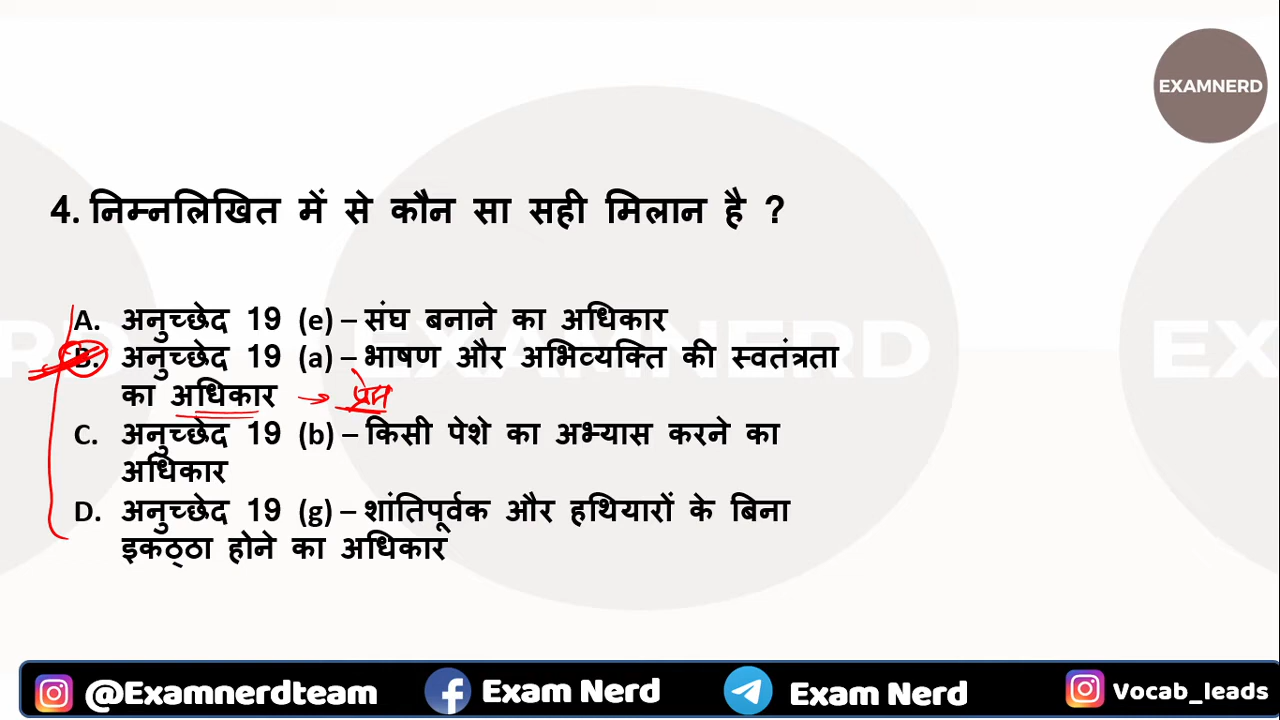 EXAMNERD
4. निम्नलिखित में से कौन सा सही मिलान है ?
A. अनुच्छेद 19 (e) – संघ बनाने का अधिकार
B. अनुच्छेद 19 (a) – भाषण और अभिव्यक्ति की स्वतंत्रता
का अधिकार → प्रेस
C. अनुच्छेद 19 (b) – किसी पेशे का अभ्यास करने का
अधिकार
D. अनुच्छेद 19 (g) – शांतिपूर्वक और हथियारों के बिना
इकठ्ठा होने का अधिकार
EXAMNERD
@Examnerdteam Exam Nerd Exam Nerd Vocab_leads